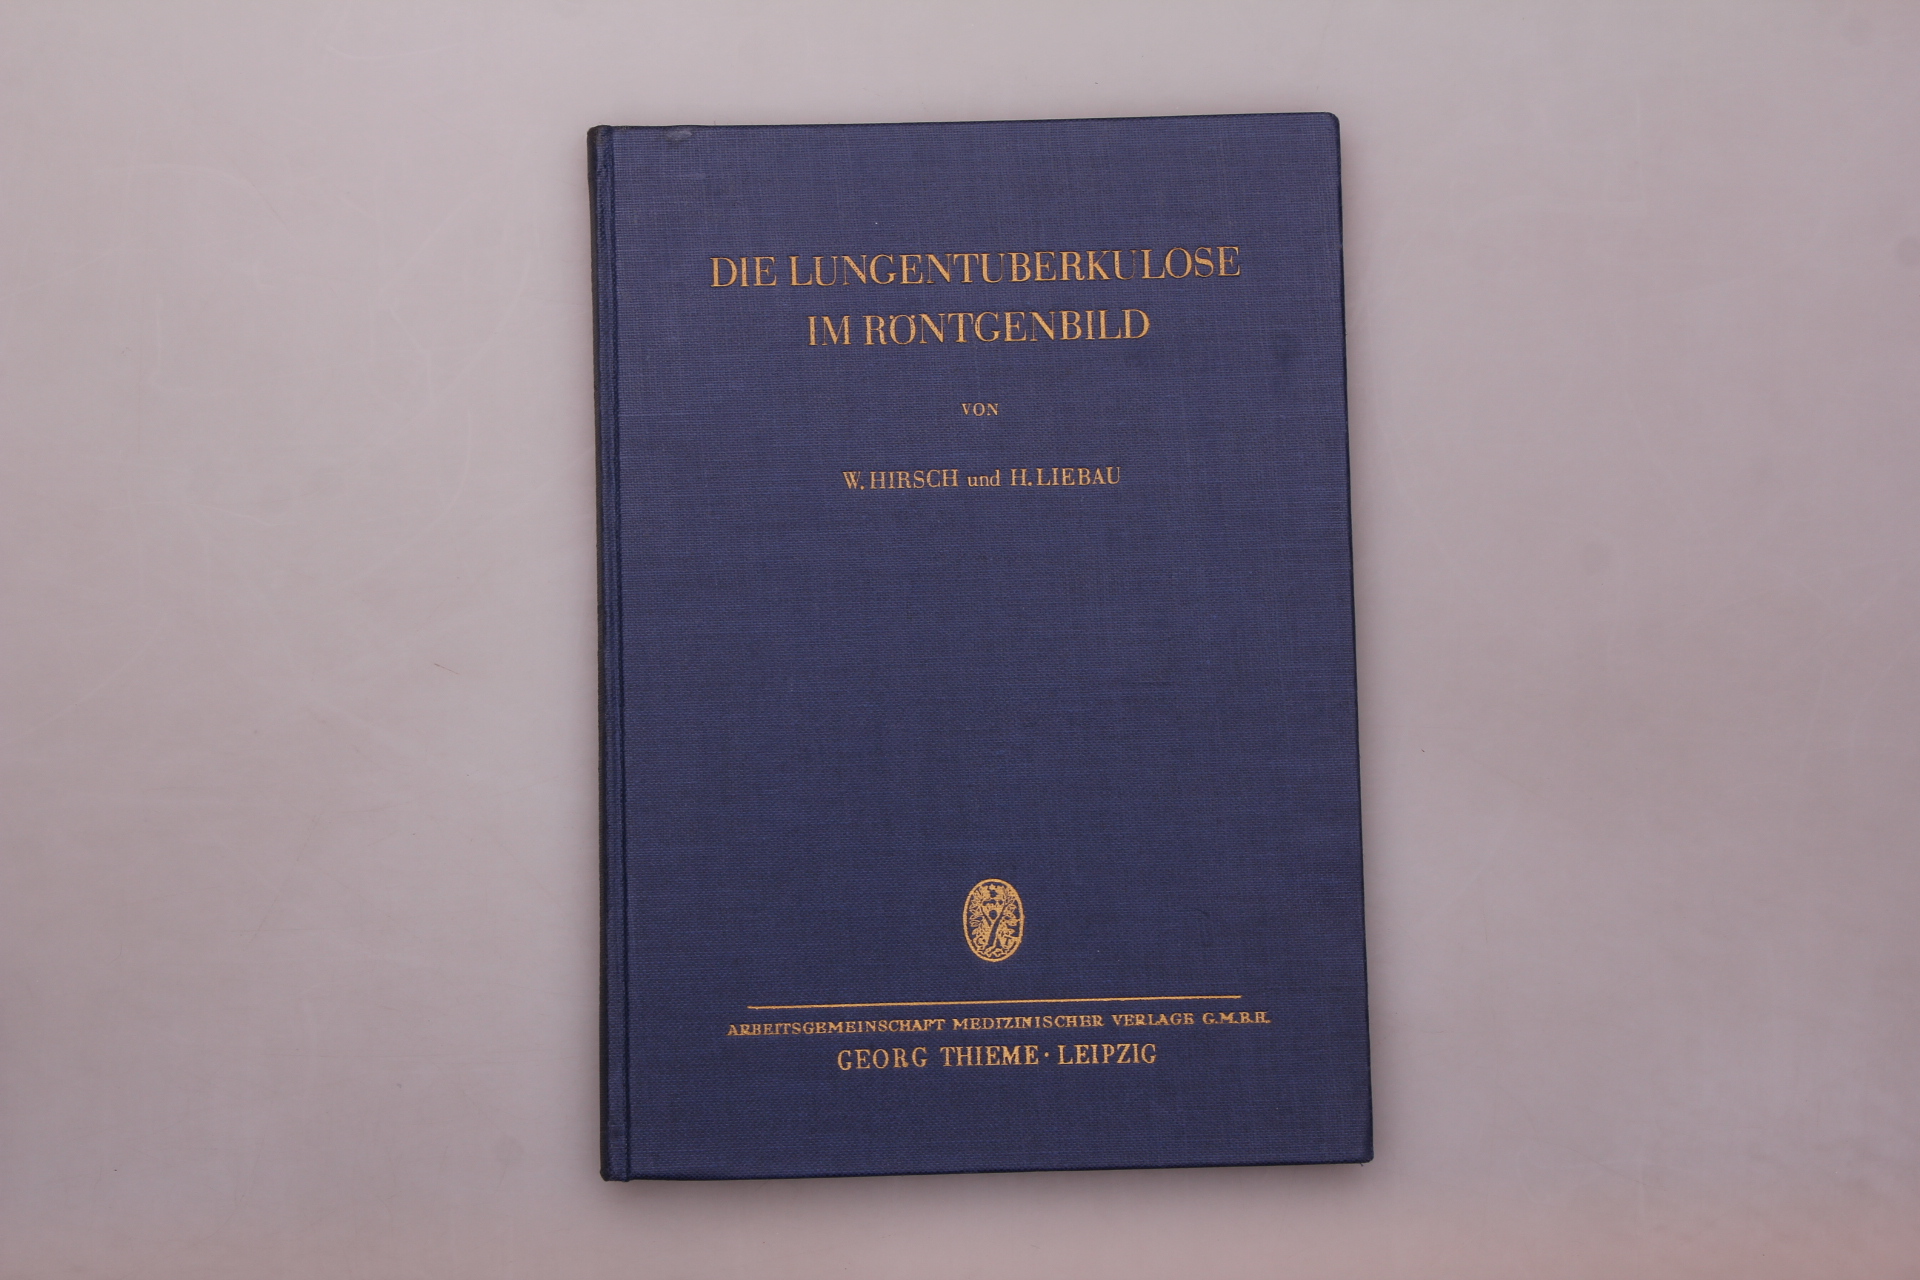 DIE LUNGENTUBERKULOSE
IM RÖNTGENBILD
VON
W. HIRSCH und H. LIEBAU
ARBEITSGEMEINSCHAFT MEDIZINISCHER VERLAGE G.M.B.H.
GEORG THIEME · LEIPZIG